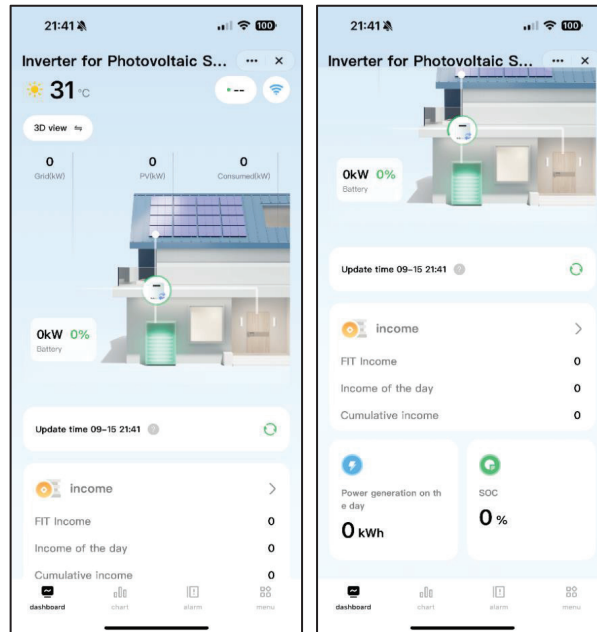 21:41
100
Inverter for Photovoltaic S...
31 °C
--
3D view
0
0
0
Grid(kW)
PV(kW)
Consumed(kW)
0kW 0%
Battery
Update time 09-15 21:41
income
FIT Income 0
Income of the day 0
Cumulative income 0
dashboard
chart
alarm
menu
21:41
100
Inverter for Photovoltaic S...
0kW 0%
Battery
Update time 09-15 21:41
income
FIT Income 0
Income of the day 0
Cumulative income 0
Power generation on th
e day
0 kWh
SOC
0 %
dashboard
chart
alarm
menu